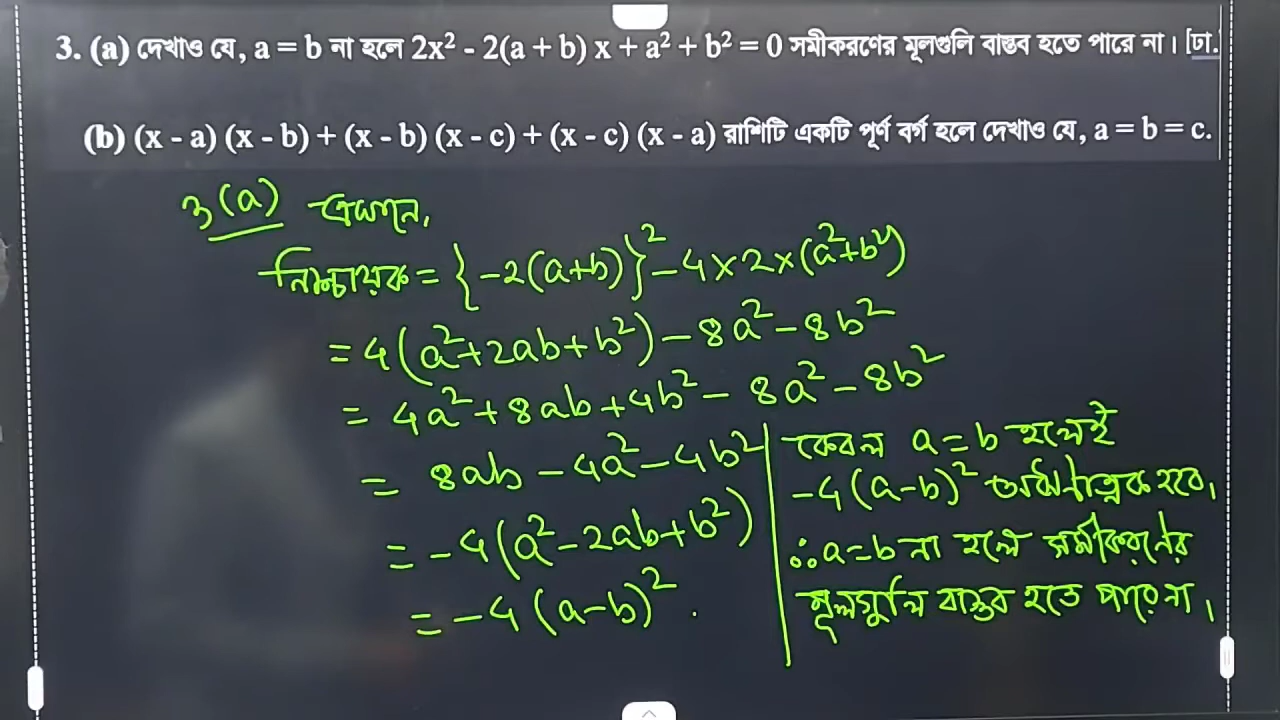 3. (a) দেখাও যে, a = b না হলে 2x² - 2(a + b) x + a² + b² = 0 সমীকরণের মূলগুলি বাস্তব হতে পারে না। [ঢা.
(b) (x - a) (x - b) + (x - b) (x - c) + (x - c) (x - a) রাশিটি একটি পূর্ণ বর্গ হলে দেখাও যে, a = b = c.
3(a) এখানে,
নিশ্চায়ক = {-2(a+b)}² - 4×2×(a²+b²)
= 4(a²+2ab+b²) - 8a² - 8b²
= 4a²+8ab+4b² - 8a² - 8b²
= 8ab - 4a² - 4b²
= -4(a² - 2ab + b²)
= -4(a-b)².
কেবল a = b হলেই
-4(a-b)² অঋণাত্মক হবে।
∴ a = b না হলে সমীকরনের
মূলগুলি বাস্তব হতে পারে না।